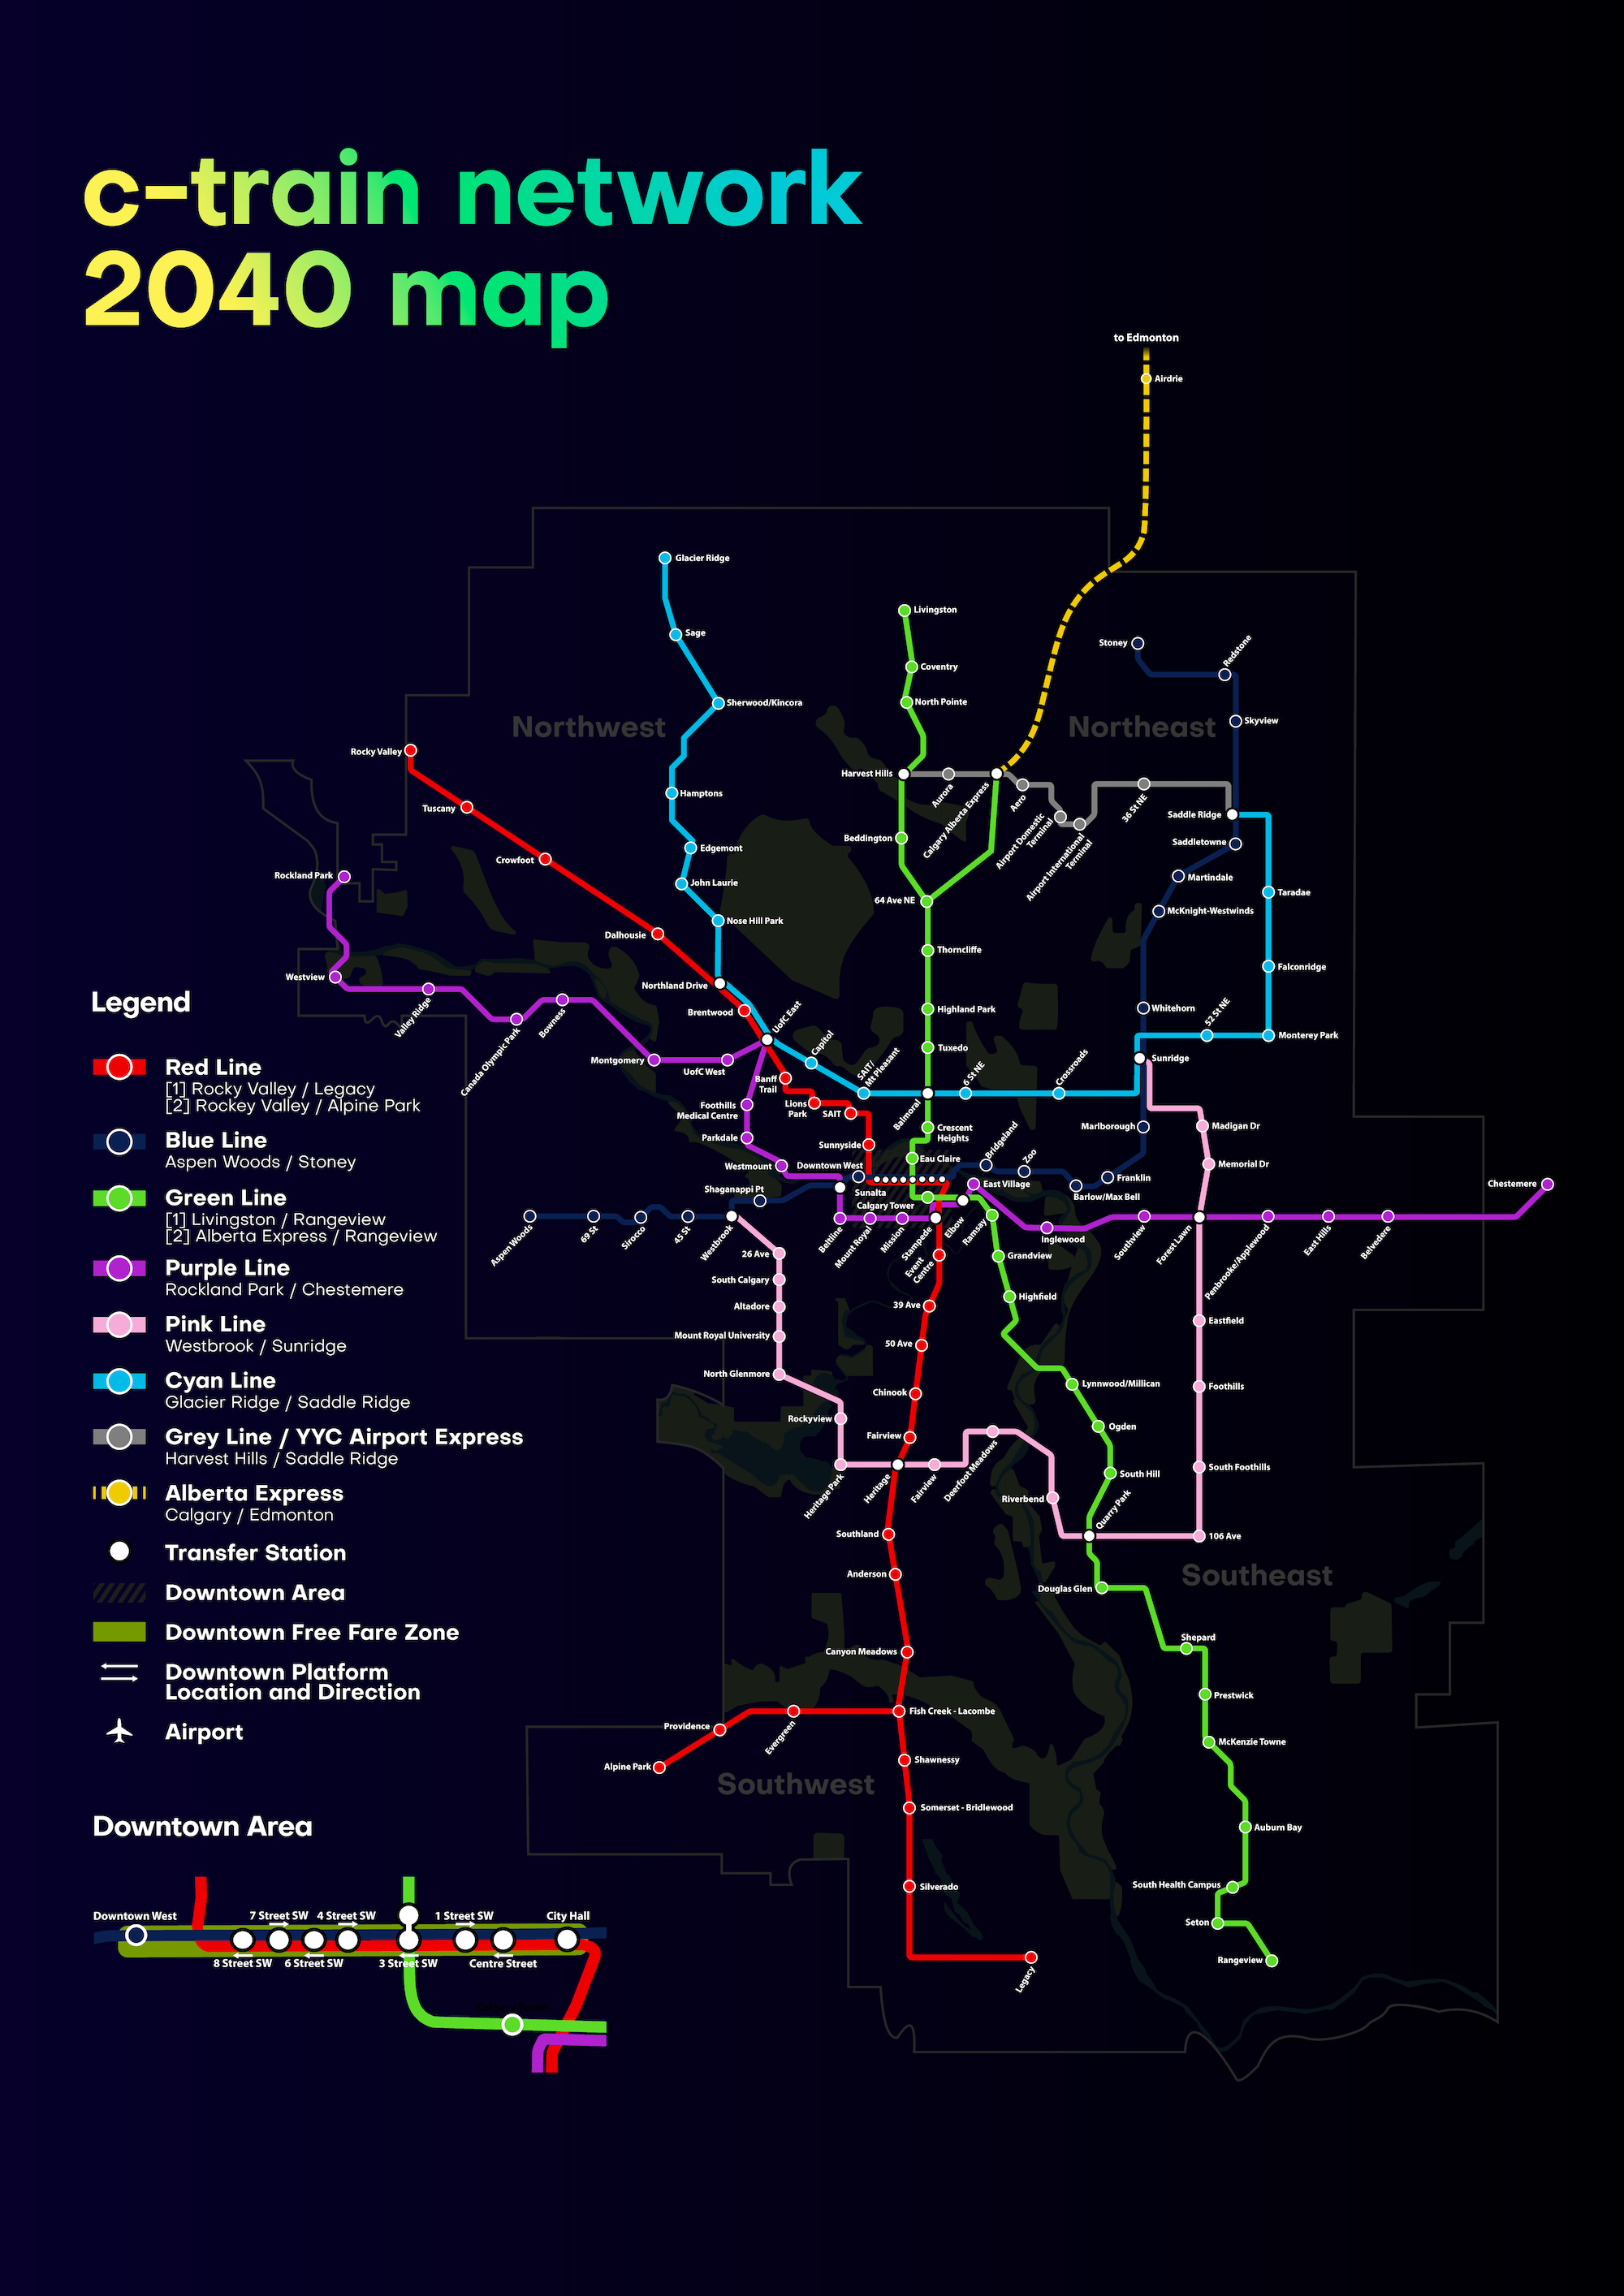 c-train network
2040 map
to Edmonton
Airdrie
Glacier Ridge
Sage
Sherwood/Kincora
Hamptons
Edgemont
John Laurie
Nose Hill Park
Northland Drive
Livingston
Coventry
North Pointe
Harvest Hills
Aurora
Calgary Alberta Express
Aero
Airport Domestic
Terminal
Airport International
Terminal
36 St NE
Beddington
64 Ave NE
Thorncliffe
Highland Park
Tuxedo
Balmoral
Crescent
Heights
Eau Claire
Stoney
Redstone
Skyview
Saddle Ridge
Saddletowne
Martindale
McKnight-Westwinds
Whitehorn
Sunridge
Marlborough
Franklin
Barlow/Max Bell
Zoo
Bridgeland
Taradae
Falconridge
Monterey Park
52 St NE
Crossroads
6 St NE
SAIT/
Mt Pleasant
Capitol
UofC East
Northwest
Northeast
Rocky Valley
Tuscany
Crowfoot
Dalhousie
Brentwood
Banff
Trail
Lions
Park
SAIT
Sunnyside
Rockland Park
Westview
Valley Ridge
Canada Olympic Park
Bowness
Montgomery
UofC West
Foothills
Medical Centre
Parkdale
Westmount
Downtown West
Shaganappi Pt
Sunalta
Calgary Tower
East Village
Aspen Woods
69 St
Sirocco
45 St
Westbrook
Beltline
Mount Royal
Mission
Stampede
Elbow
Ramsay
Event
Centre
Inglewood
Southview
Forest Lawn
Penbrooke/Applewood
East Hills
Belvedere
Chestemere
Madigan Dr
Memorial Dr
26 Ave
South Calgary
Altadore
Mount Royal University
North Glenmore
Rockyview
Heritage Park
Heritage
Fairview
Deerfoot Meadows
Riverbend
Quarry Park
106 Ave
South Foothills
Foothills
Eastfield
39 Ave
50 Ave
Chinook
Fairview
Southland
Anderson
Canyon Meadows
Fish Creek - Lacombe
Evergreen
Providence
Alpine Park
Shawnessy
Somerset - Bridlewood
Silverado
Legacy
Grandview
Highfield
Lynnwood/Millican
Ogden
South Hill
Douglas Glen
Shepard
Prestwick
McKenzie Towne
Auburn Bay
South Health Campus
Seton
Rangeview
Southeast
Southwest
Legend
Red Line
[1] Rocky Valley / Legacy
[2] Rockey Valley / Alpine Park
Blue Line
Aspen Woods / Stoney
Green Line
[1] Livingston / Rangeview
[2] Alberta Express / Rangeview
Purple Line
Rockland Park / Chestemere
Pink Line
Westbrook / Sunridge
Cyan Line
Glacier Ridge / Saddle Ridge
Grey Line / YYC Airport Express
Harvest Hills / Saddle Ridge
Alberta Express
Calgary / Edmonton
Transfer Station
Downtown Area
Downtown Free Fare Zone
Downtown Platform
Location and Direction
Airport
Downtown Area
Downtown West
7 Street SW
4 Street SW
1 Street SW
City Hall
8 Street SW
6 Street SW
3 Street SW
Centre Street